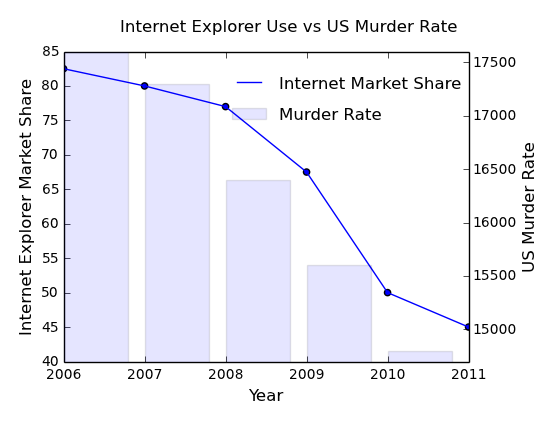 Internet Explorer Use vs US Murder Rate
Internet Market Share
Murder Rate
Internet Explorer Market Share
85
80
75
70
65
60
55
50
45
40
17500
17000
16500
16000
15500
15000
US Murder Rate
2006 2007 2008 2009 2010 2011
Year